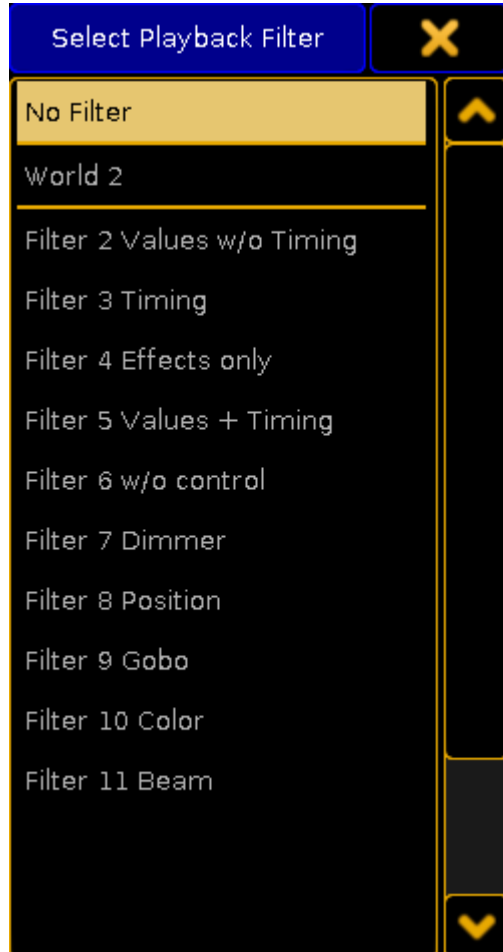 Select Playback Filter
No Filter
World 2
Filter 2 Values w/o Timing
Filter 3 Timing
Filter 4 Effects only
Filter 5 Values + Timing
Filter 6 w/o control
Filter 7 Dimmer
Filter 8 Position
Filter 9 Gobo
Filter 10 Color
Filter 11 Beam